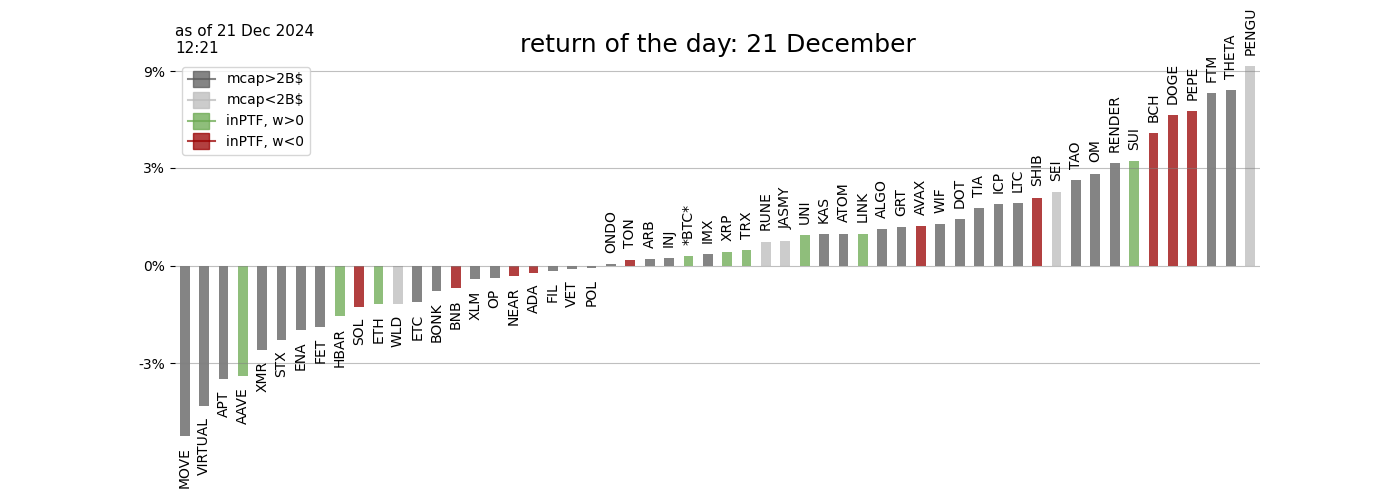 as of 21 Dec 2024
12:21
return of the day: 21 December
mcap>2B$
mcap<2B$
inPTF, w>0
inPTF, w<0
9%
3%
0%
-3%
MOVE
VIRTUAL
APT
AAVE
XMR
STX
ENA
FET
HBAR
SOL
ETH
WLD
ETC
BONK
BNB
XLM
OP
NEAR
ADA
FIL
VET
POL
ONDO
TON
ARB
INJ
*BTC*
IMX
XRP
TRX
RUNE
JASMY
UNI
KAS
ATOM
LINK
ALGO
GRT
AVAX
WIF
DOT
TIA
ICP
LTC
SHIB
SEI
TAO
OM
RENDER
SUI
BCH
DOGE
PEPE
FTM
THETA
PENGU